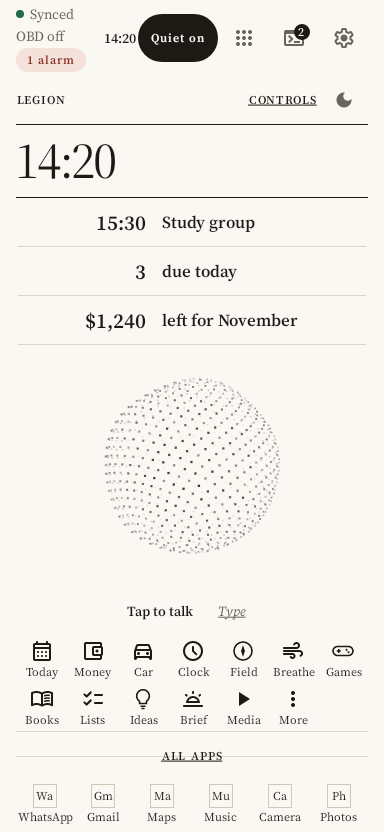 Synced
OBD off
1 alarm
14:20
Quiet on
2
LEGION
CONTROLS
14:20
15:30 Study group
3 due today
$1,240 left for November
Tap to talk Type
Today Money Car Clock Field Breathe Games
Books Lists Ideas Brief Media More
ALL APPS
Wa Gm Ma Mu Ca Ph
WhatsApp Gmail Maps Music Camera Photos